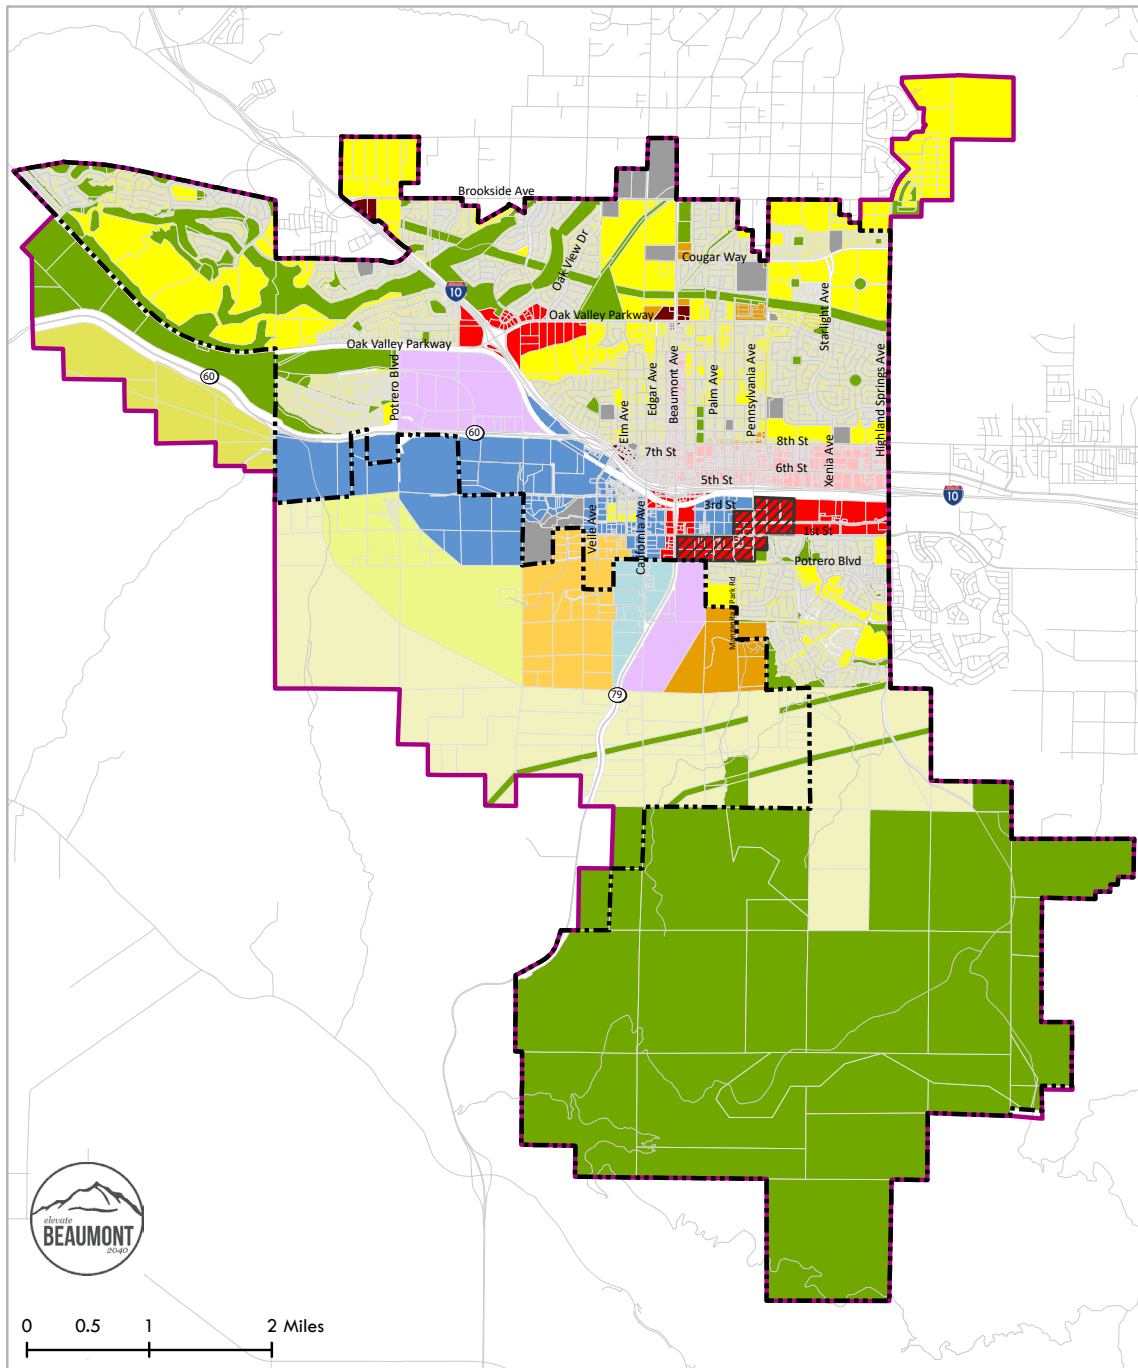 Brookside Ave
Oak View Dr
Cougar Way
10
Oak Valley Parkway
Starlight Ave
Oak Valley Parkway
60
Potrero Blvd
Elm Ave
Edgar Ave
Beaumont Ave
Palm Ave
Pennsylvania Ave
Highland Springs Ave
60
7th St
8th St
6th St
Xenia Ave
5th St
10
3rd St
1st St
Veile Ave
California Ave
Potrero Blvd
Manzanita Park Rd
79
elevate
BEAUMONT
2040
0 0.5 1 2 Miles